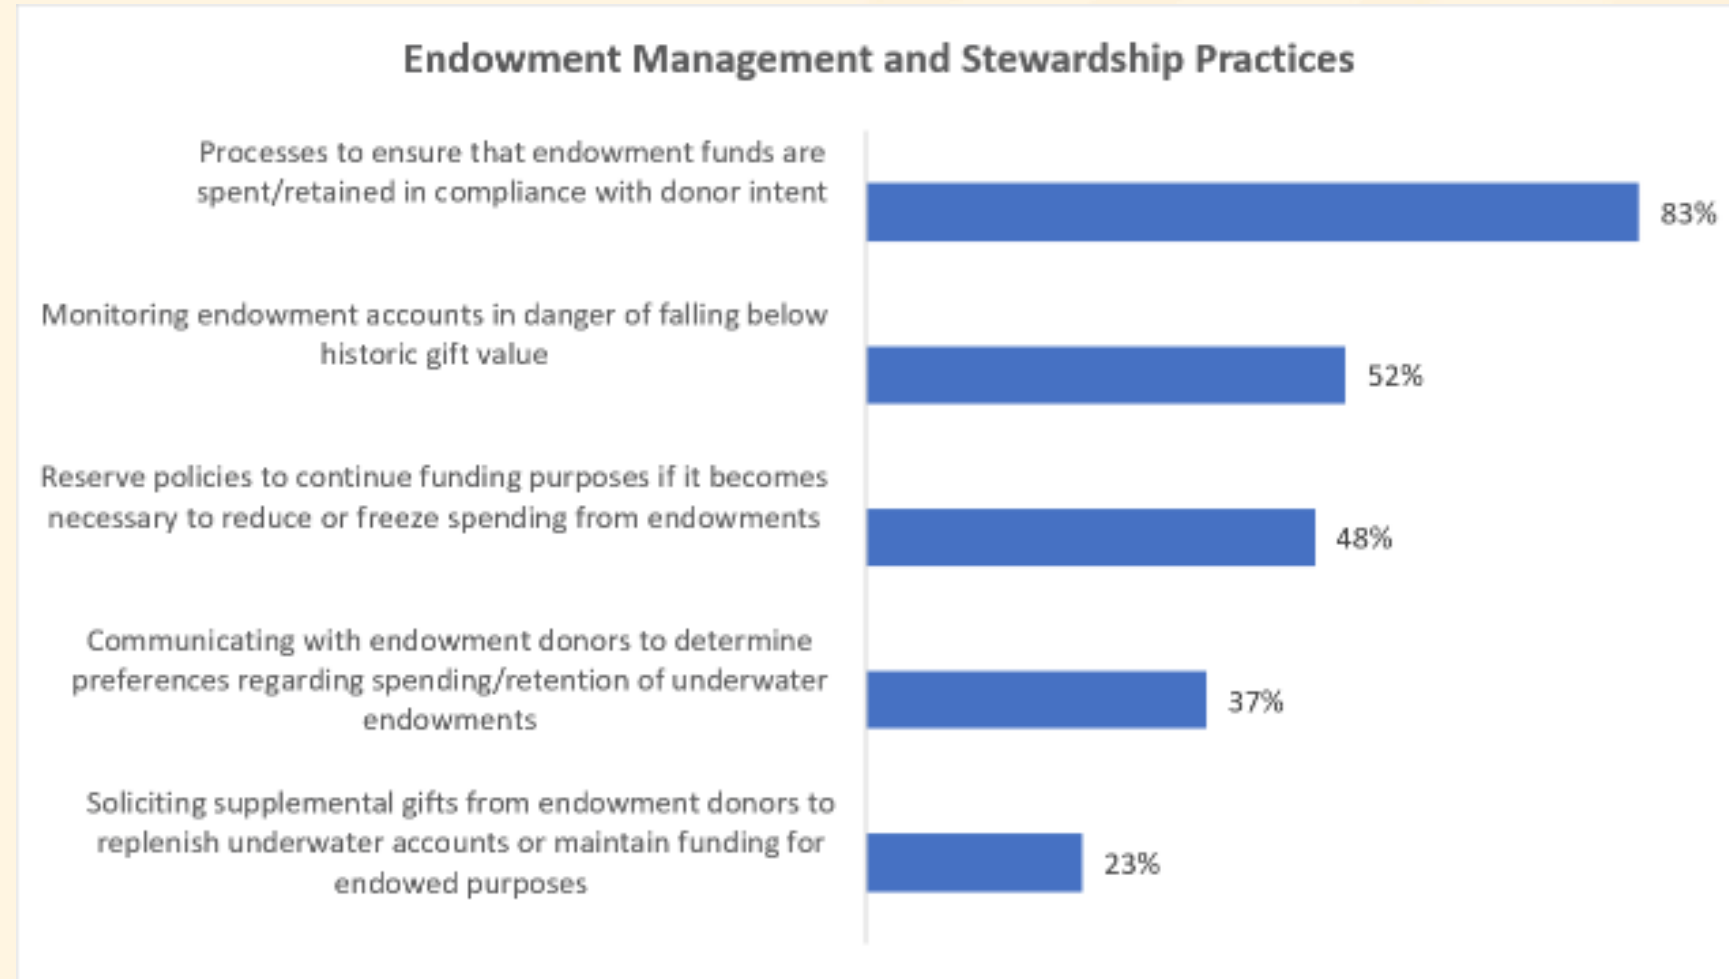 Endowment Management and Stewardship Practices
Processes to ensure that endowment funds are
spent/retained in compliance with donor intent
83%
Monitoring endowment accounts in danger of falling below
historic gift value
52%
Reserve policies to continue funding purposes if it becomes
necessary to reduce or freeze spending from endowments
48%
Communicating with endowment donors to determine
preferences regarding spending/retention of underwater
endowments
37%
Soliciting supplemental gifts from endowment donors to
replenish underwater accounts or maintain funding for
endowed purposes
23%